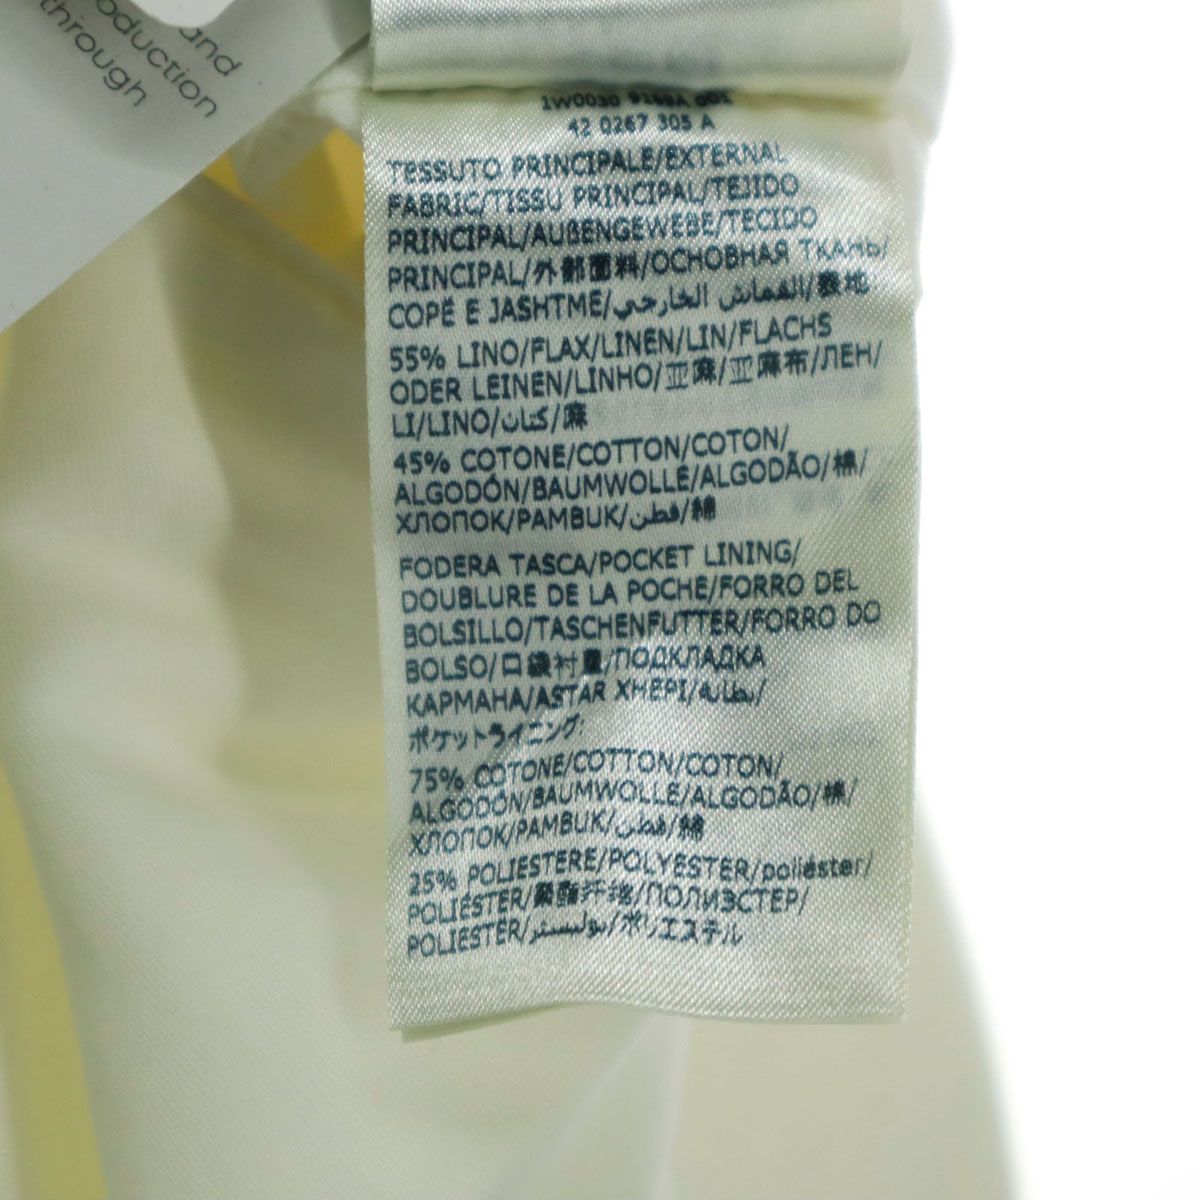 and
oduction
through
42 0267 305 A
TESSUTO PRINCIPALE/EXTERNAL
FABRIC/TISSU PRINCIPAL/TEJIDO
PRINCIPAL/AUßENGEWEBE/TECIDO
PRINCIPAL/外部面料/ОСНОВНАЯ ТКАНЬ/
COPË E JASHTME/القماش الخارجي/表地
55% LINO/FLAX/LINEN/LIN/FLACHS
ODER LEINEN/LINHO/亚麻/亚麻布/ЛЕН/
LI/LINO/كتان/麻
45% COTONE/COTTON/COTON/
ALGODÓN/BAUMWOLLE/ALGODÃO/棉/
ХЛОПОК/PAMBUK/قطن/綿
FODERA TASCA/POCKET LINING/
DOUBLURE DE LA POCHE/FORRO DEL
BOLSILLO/TASCHENFUTTER/FORRO DO
BOLSO/口袋衬里/ПОДКЛАДКА
КАРМАНА/ASTAR XHEPI/بطانة/
ポケットライニング:
75% COTONE/COTTON/COTON/
ALGODÓN/BAUMWOLLE/ALGODÃO/棉/
ХЛОПОК/PAMBUK/قطن/綿
25% POLIESTERE/POLYESTER/poliéster/
POLIÉSTER/聚酯纤维/ПОЛИЭСТЕР/
POLIESTER/بوليستر/ポリエステル